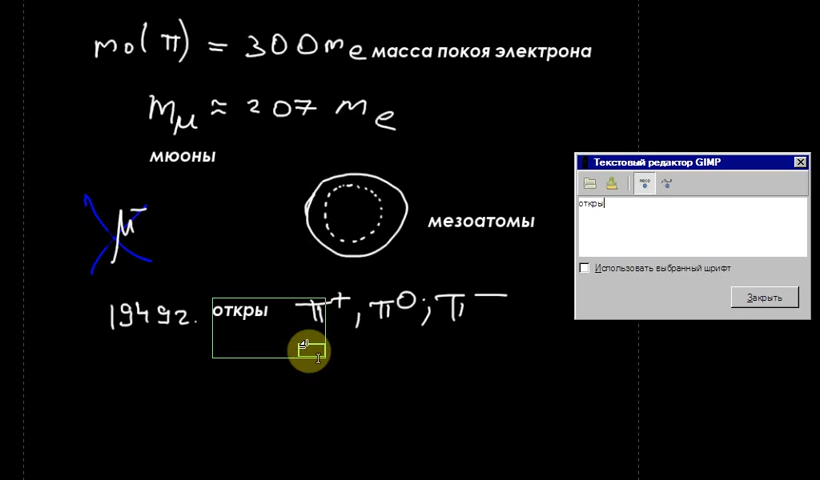 m₀(π) = 300mₑ масса покоя электрона
mμ ≈ 207 mₑ
мюоны
Текстовый редактор GIMP
откры
Использовать выбранный шрифт
Закрыть
μ⁻
мезоатомы
1949г. откры π⁺, π⁰; π⁻